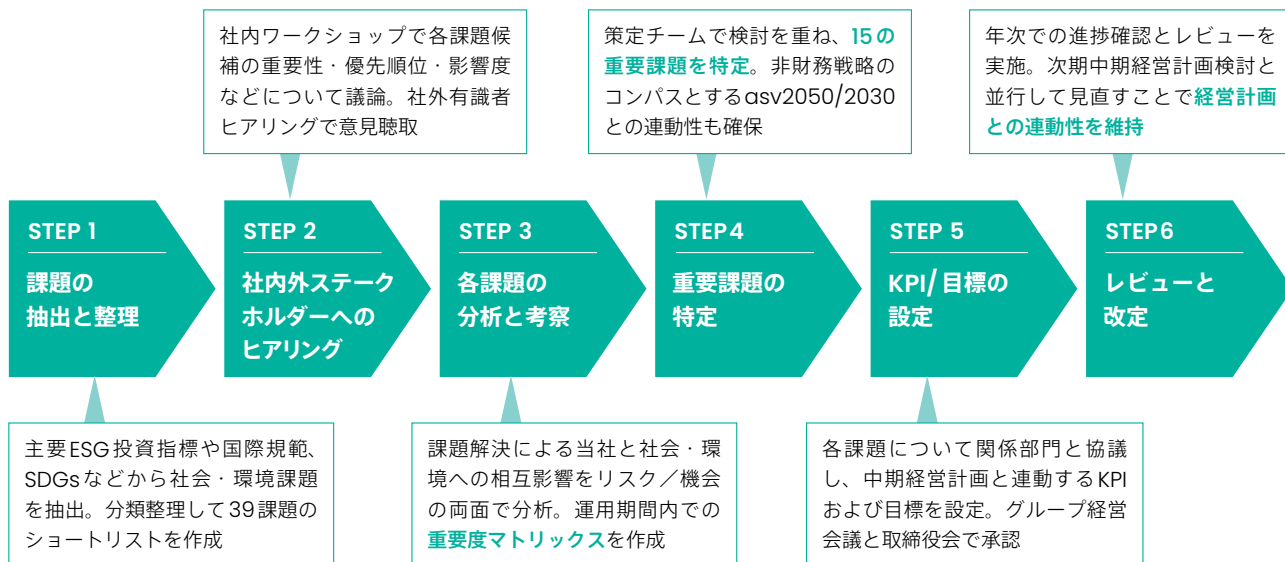 社内ワークショップで各課題候
補の重要性・優先順位・影響度
などについて議論。社外有識者
ヒアリングで意見聴取
策定チームで検討を重ね、15の
重要課題を特定。非財務戦略の
コンパスとするasv2050/2030
との連動性も確保
年次での進捗確認とレビューを
実施。次期中期経営計画検討と
並行して見直すことで経営計画
との連動性を維持
STEP 1
課題の
抽出と整理
STEP 2
社内外ステーク
ホルダーへの
ヒアリング
STEP 3
各課題の
分析と考察
STEP4
重要課題の
特定
STEP 5
KPI/目標の
設定
STEP6
レビューと
改定
主要ESG投資指標や国際規範、
SDGsなどから社会・環境課題
を抽出。分類整理して39課題の
ショートリストを作成
課題解決による当社と社会・環
境への相互影響をリスク／機会
の両面で分析。運用期間内での
重要度マトリックスを作成
各課題について関係部門と協議
し、中期経営計画と連動するKPI
および目標を設定。グループ経営
会議と取締役会で承認